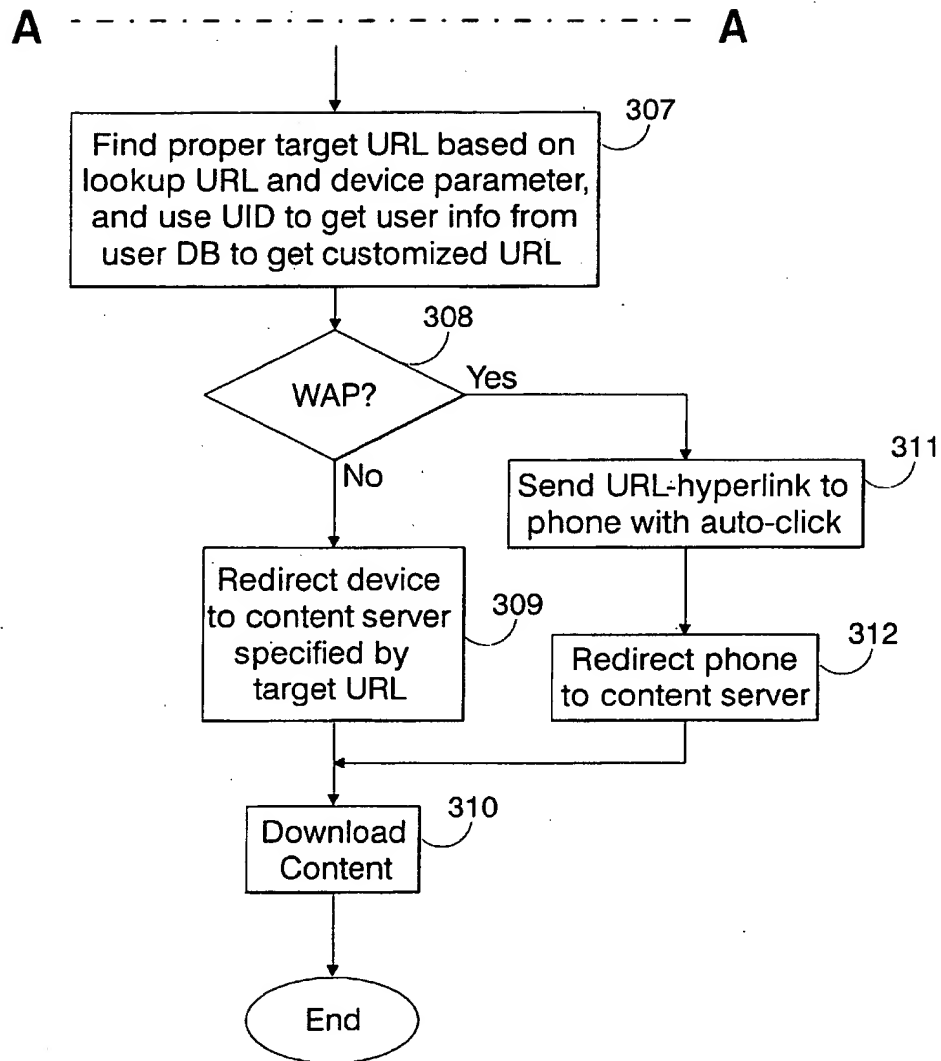 A A
307
Find proper target URL based on
lookup URL and device parameter,
and use UID to get user info from
user DB to get customized URL
308
WAP?
Yes
No
311
Send URL-hyperlink to
phone with auto-click
Redirect device
to content server
specified by
target URL
309
312
Redirect phone
to content server
310
Download
Content
End